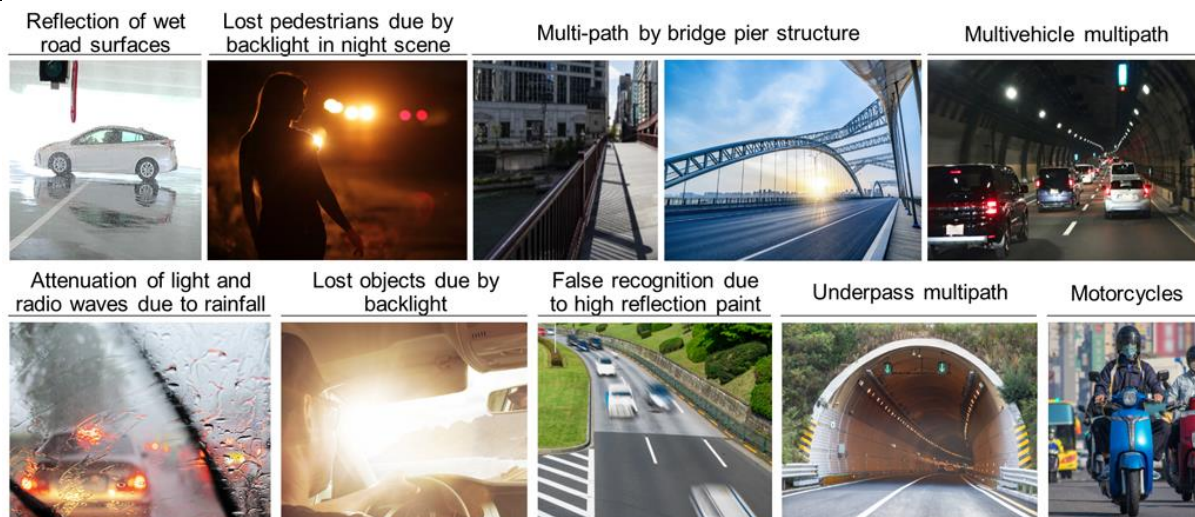 Reflection of wet
road surfaces
Lost pedestrians due by
backlight in night scene
Multi-path by bridge pier structure
Multivehicle multipath
Attenuation of light and
radio waves due to rainfall
Lost objects due by
backlight
False recognition due
to high reflection paint
Underpass multipath
Motorcycles